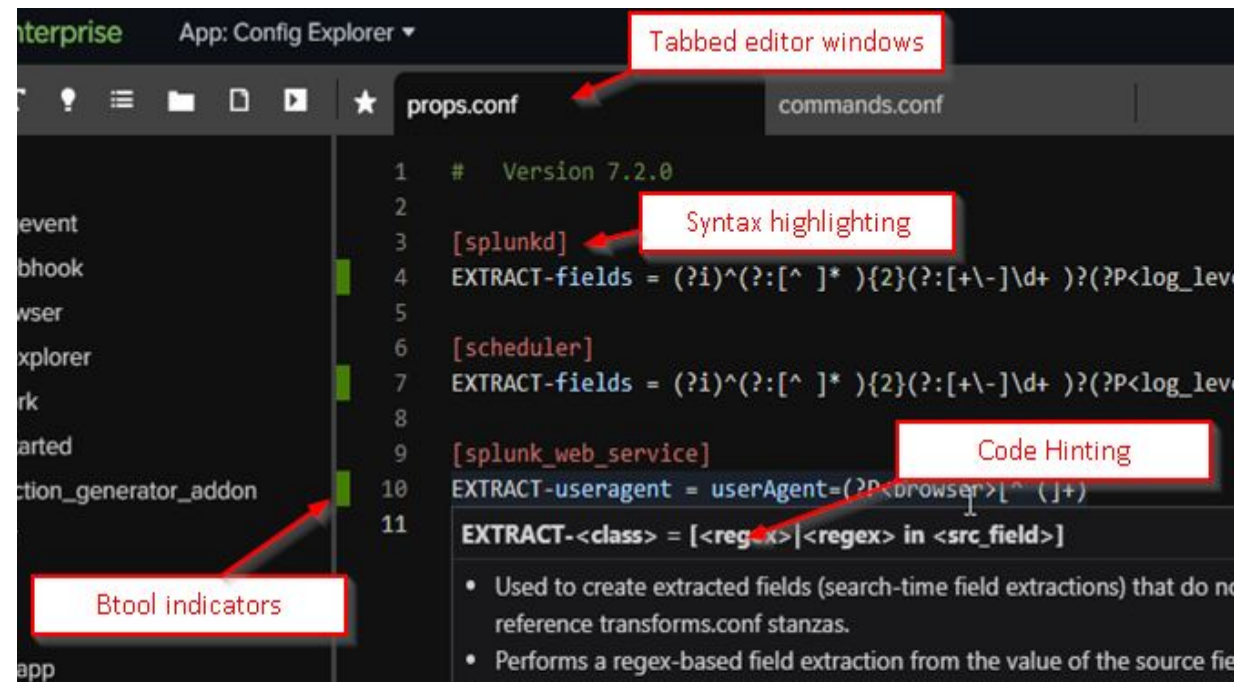 nterprise App: Config Explorer
Tabbed editor windows
props.conf commands.conf
1 # Version 7.2.0
2
Syntax highlighting
3 [splunkd]
4 EXTRACT-fields = (?i)^(?:[^ ]* ){2}(?:[+\-]\d+ )?(?P<log_leve
5
6 [scheduler]
7 EXTRACT-fields = (?i)^(?:[^ ]* ){2}(?:[+\-]\d+ )?(?P<log_leve
8
Code Hinting
9 [splunk_web_service]
10 EXTRACT-useragent = userAgent=(?P<browser>[^ (]+)
11
EXTRACT-<class> = [<regex>|<regex> in <src_field>]
• Used to create extracted fields (search-time field extractions) that do no
reference transforms.conf stanzas.
• Performs a regex-based field extraction from the value of the source fie
event
bhook
wser
xplorer
rk
tarted
ction_generator_addon
Btool indicators
app